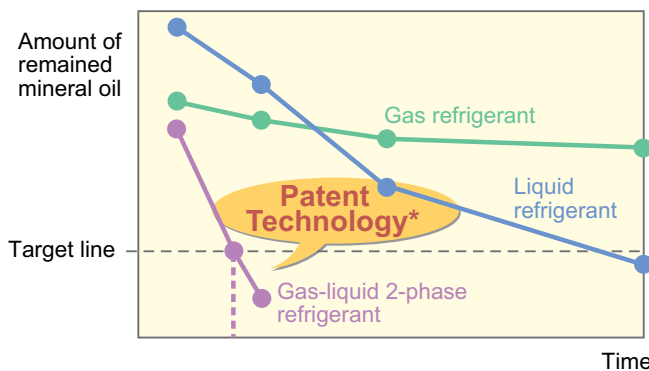 Amount of
remained
mineral oil
Gas refrigerant
Liquid
refrigerant
Patent
Technology*
Target line
Gas-liquid 2-phase
refrigerant
Time